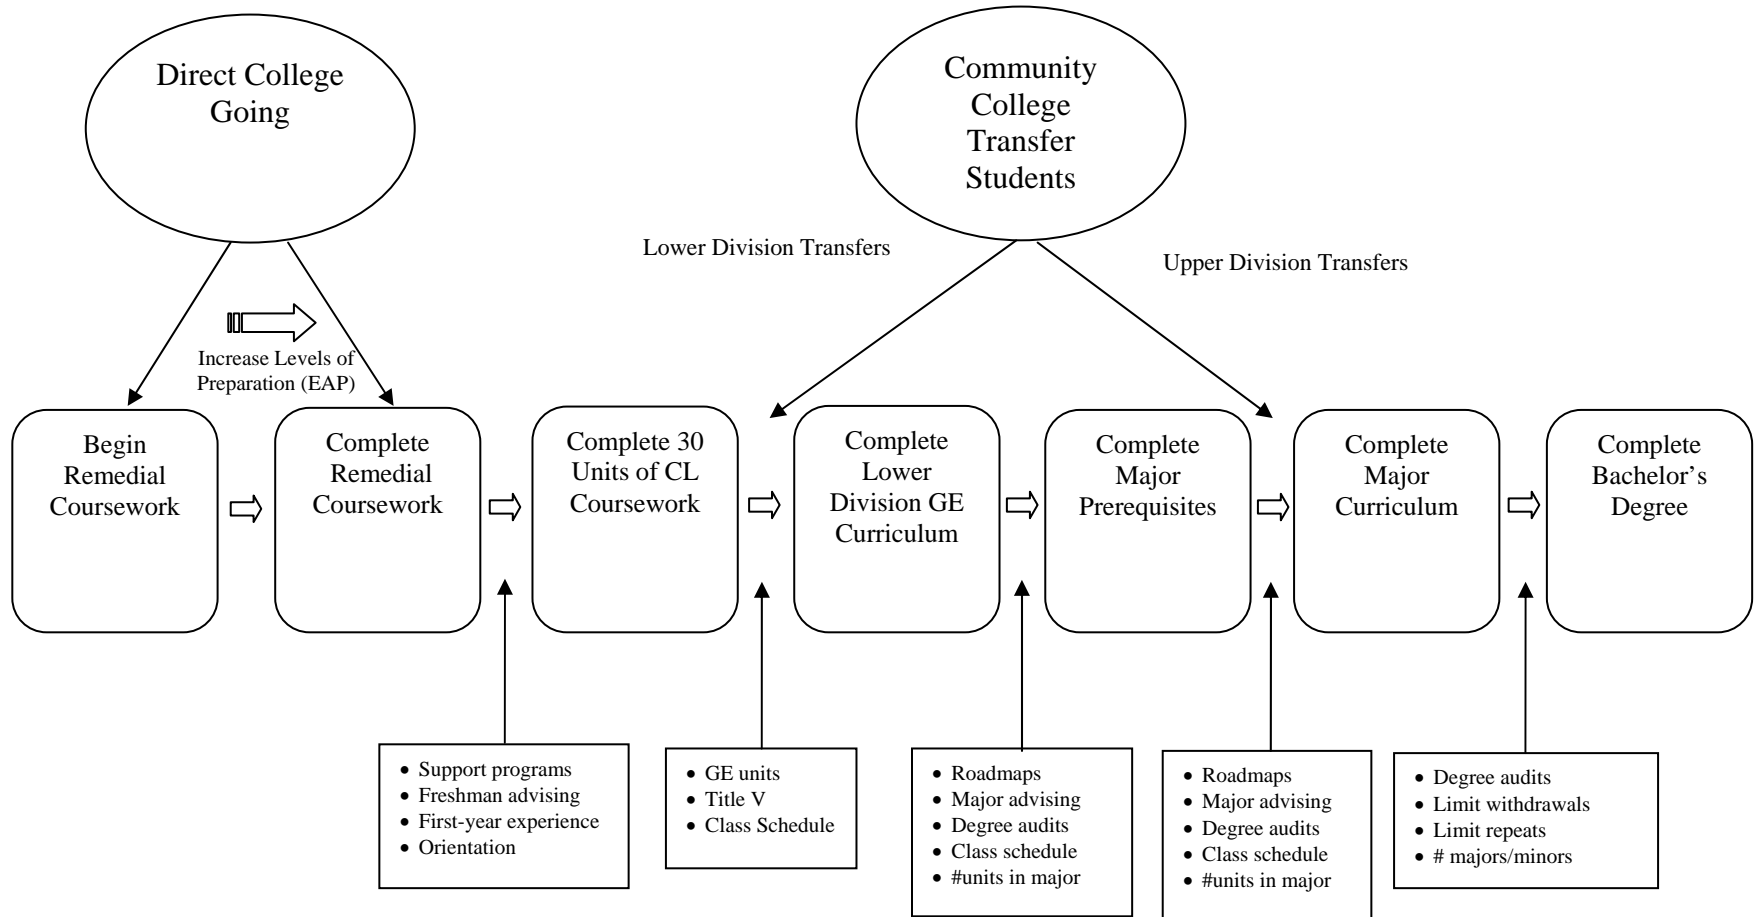 Direct College
Going
Community
College
Transfer
Students
Lower Division Transfers
Upper Division Transfers
Increase Levels of
Preparation (EAP)
Begin
Remedial
Coursework
Complete
Remedial
Coursework
Complete 30
Units of CL
Coursework
Complete
Lower
Division GE
Curriculum
Complete
Major
Prerequisites
Complete
Major
Curriculum
Complete
Bachelor’s
Degree
• Support programs
• Freshman advising
• First-year experience
• Orientation
• GE units
• Title V
• Class Schedule
• Roadmaps
• Major advising
• Degree audits
• Class schedule
• #units in major
• Roadmaps
• Major advising
• Degree audits
• Class schedule
• #units in major
• Degree audits
• Limit withdrawals
• Limit repeats
• # majors/minors